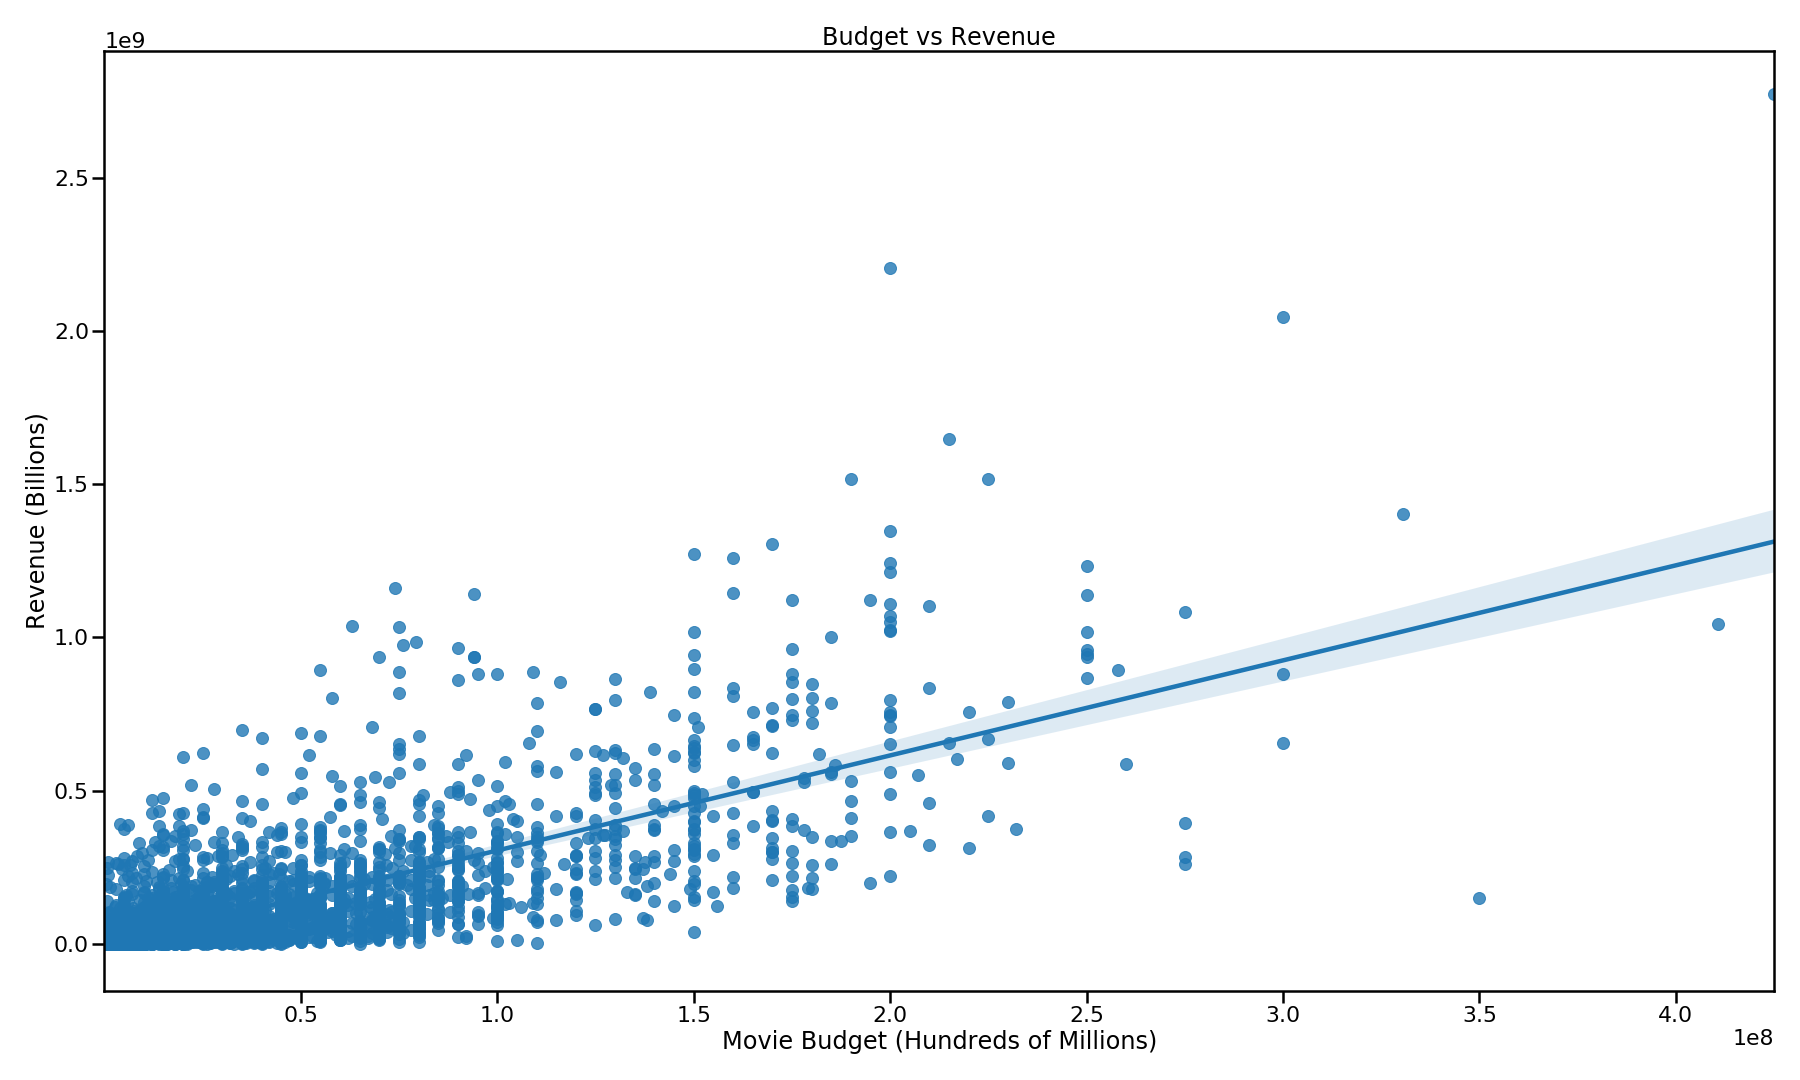 Budget vs Revenue
1e9
2.5
2.0
1.5
1.0
0.5
0.0
Revenue (Billions)
0.5 1.0 1.5 2.0 2.5 3.0 3.5 4.0
1e8
Movie Budget (Hundreds of Millions)